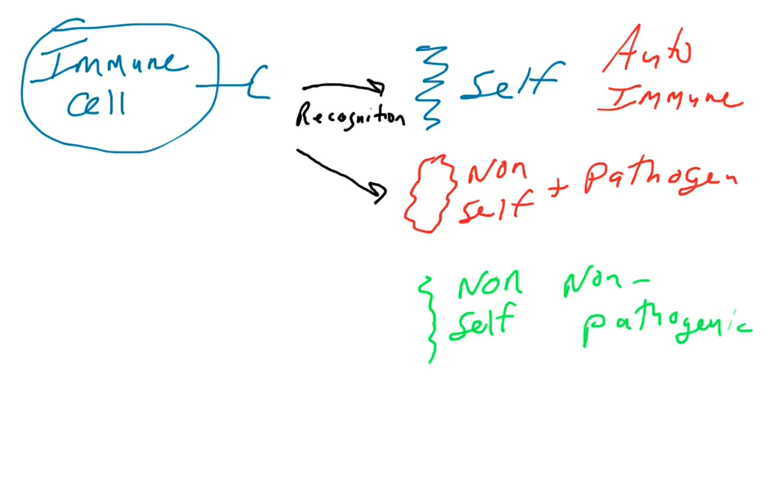 Immune
cell
Recognition
Self
Auto
Immune
Non
self + pathogen
Non Non-
self pathogenic